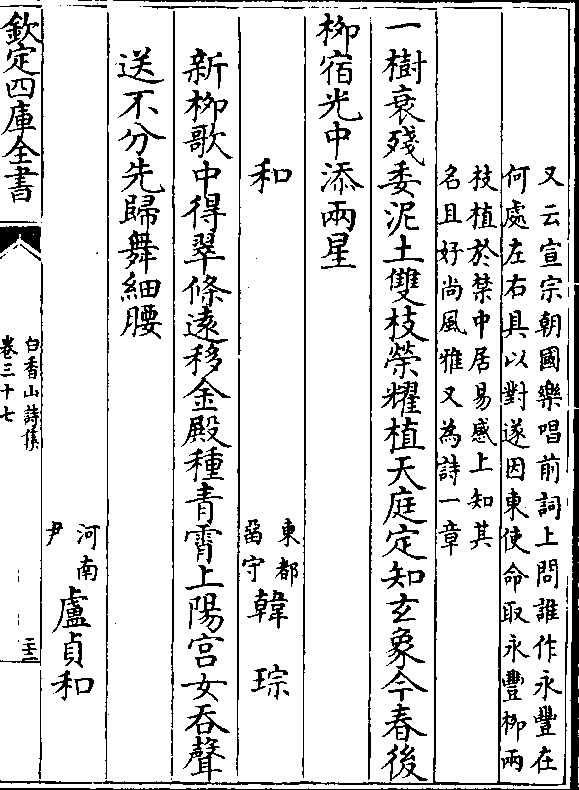 又云宣宗朝國樂唱前詞上問誰作永豐在
何處左右具以對遂因東使命取永豐柳兩
枝植於禁中居易感上知其
名且好尚風雅又為詩一章
一樹衰殘委泥土雙枝榮耀植天庭定知玄象今春後
柳宿光中添兩星
和
東都
留守
韓琮
新柳歌中得翠條遠移金殿種青霄上陽宫女吞聲
送不分先歸舞細腰
河南
尹
盧貞和
欽定四庫全書
白香山詩集
卷三十七
二十三